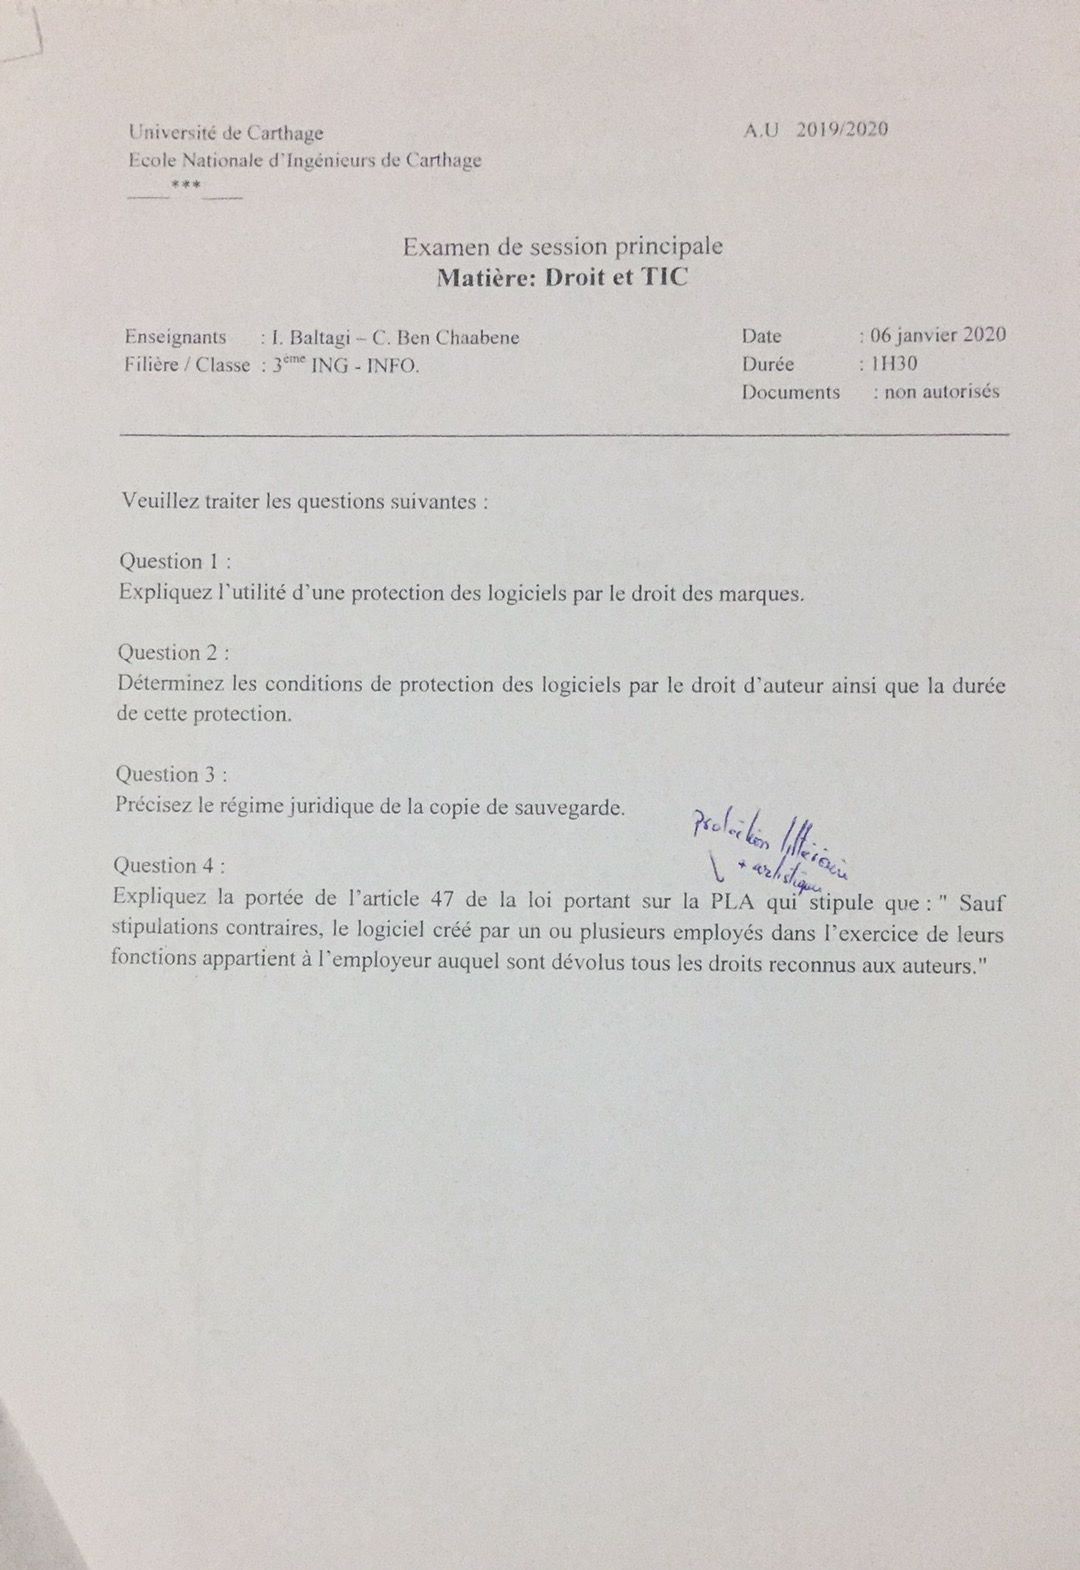 Université de Carthage
A.U 2019/2020
Ecole Nationale d'Ingénieurs de Carthage
***
Examen de session principale
Matière: Droit et TIC
Enseignants : I. Baltagi – C. Ben Chaabene
Date : 06 janvier 2020
Filière / Classe : 3ème ING - INFO.
Durée : 1H30
Documents : non autorisés
Veuillez traiter les questions suivantes :
Question 1 :
Expliquez l'utilité d'une protection des logiciels par le droit des marques.
Question 2 :
Déterminez les conditions de protection des logiciels par le droit d'auteur ainsi que la durée
de cette protection.
Question 3 :
Précisez le régime juridique de la copie de sauvegarde.
protection littéraire
+ artistique
Question 4 :
Expliquez la portée de l'article 47 de la loi portant sur la PLA qui stipule que : " Sauf
stipulations contraires, le logiciel créé par un ou plusieurs employés dans l'exercice de leurs
fonctions appartient à l'employeur auquel sont dévolus tous les droits reconnus aux auteurs."